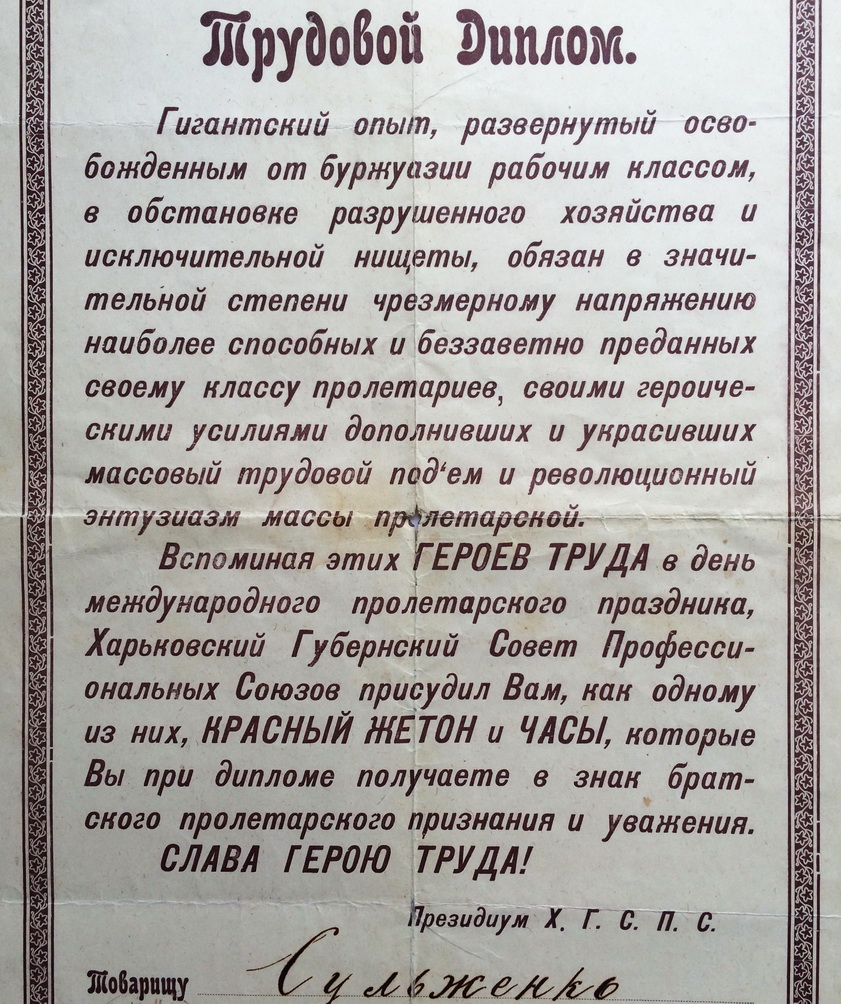 Трудовой Диплом.
Гигантский опыт, развернутый осво-
божденным от буржуазии рабочим классом,
в обстановке разрушенного хозяйства и
исключительной нищеты, обязан в значи-
тельной степени чрезмерному напряжению
наиболее способных и беззаветно преданных
своему классу пролетариев, своими героиче-
скими усилиями дополнивших и украсивших
массовый трудовой под‘ем и революционный
энтузиазм массы пролетарской.
Вспоминая этих ГЕРОЕВ ТРУДА в день
международного пролетарского праздника,
Харьковский Губернский Совет Професси-
ональных Союзов присудил Вам, как одному
из них, КРАСНЫЙ ЖЕТОН и ЧАСЫ, которые
Вы при дипломе получаете в знак брат-
ского пролетарского признания и уважения.
СЛАВА ГЕРОЮ ТРУДА!
Президиум Х. Г. С. П. С.
Товарищу Сульженко